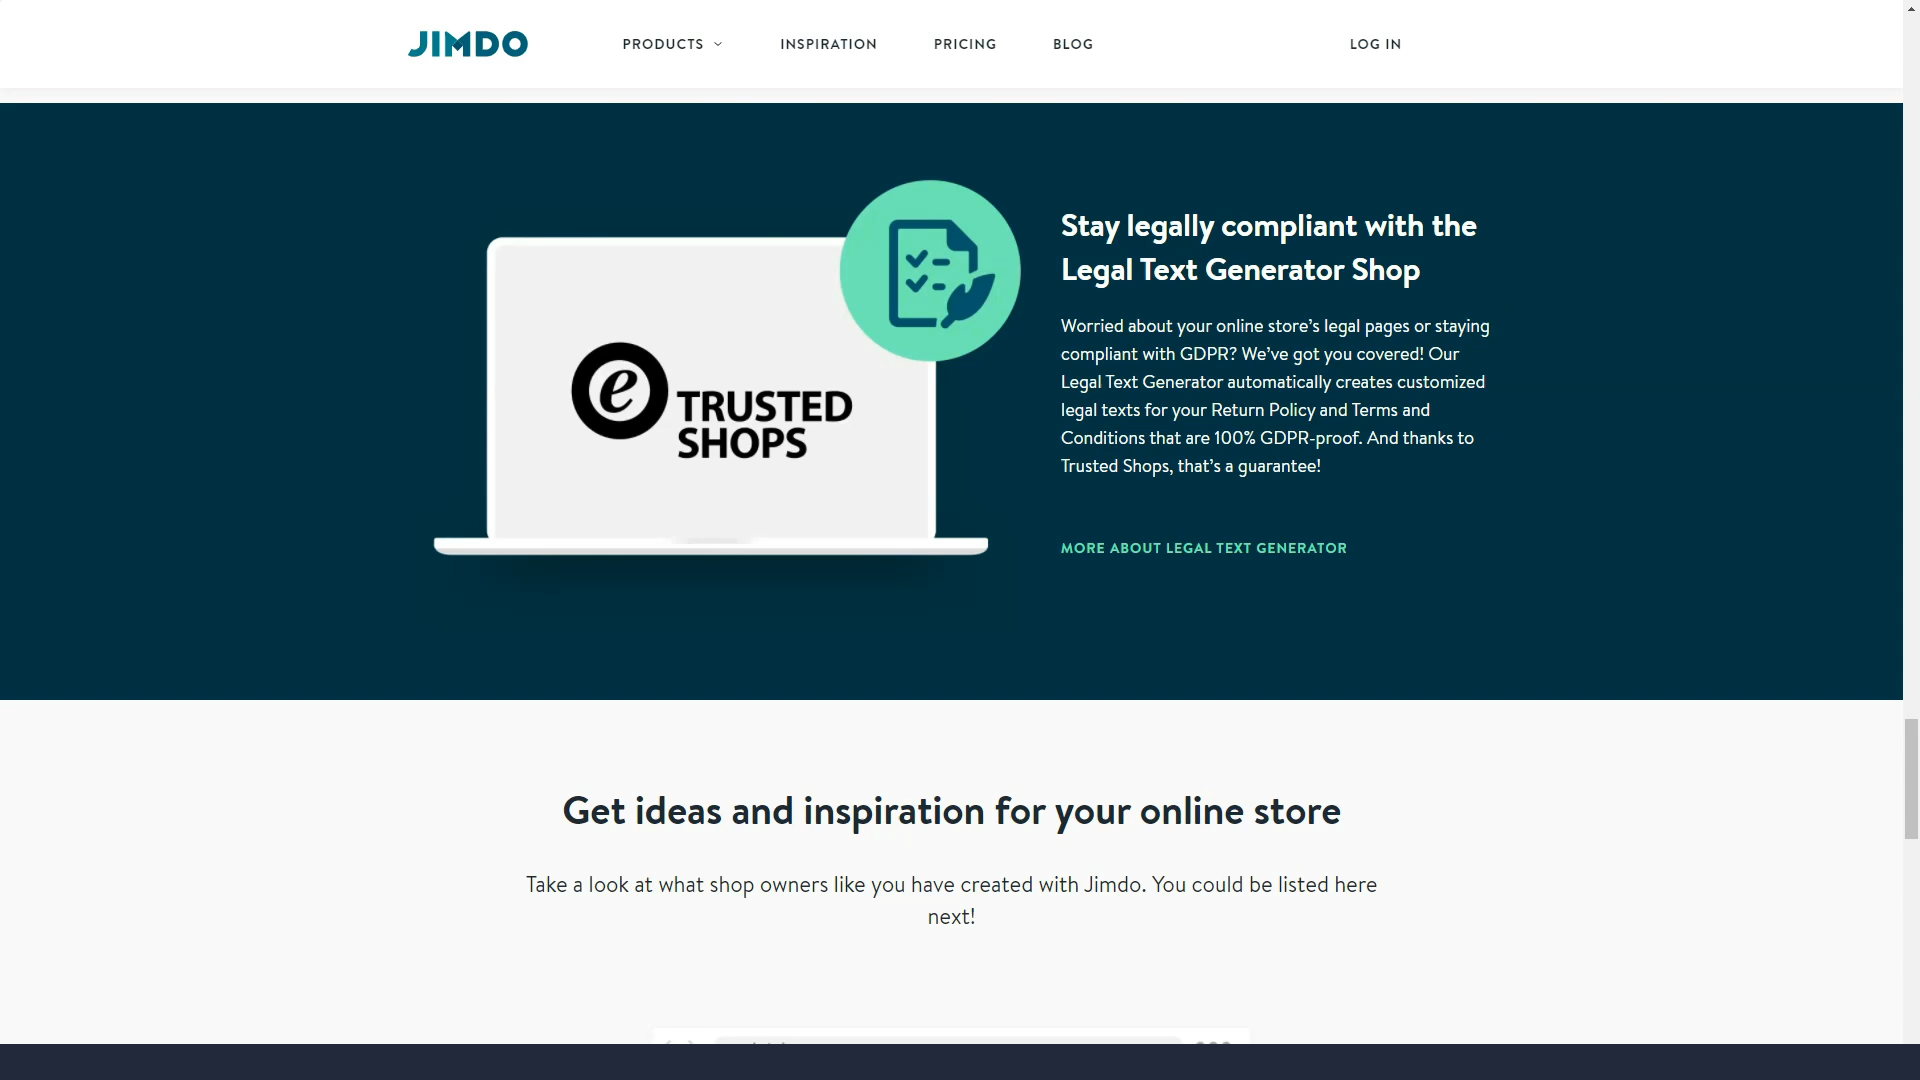 JIMDO PRODUCTS INSPIRATION PRICING BLOG LOG IN
Stay legally compliant with the
Legal Text Generator Shop
Worried about your online store’s legal pages or staying
compliant with GDPR? We’ve got you covered! Our
Legal Text Generator automatically creates customized
legal texts for your Return Policy and Terms and
Conditions that are 100% GDPR-proof. And thanks to
Trusted Shops, that’s a guarantee!
MORE ABOUT LEGAL TEXT GENERATOR
e TRUSTED
SHOPS
Get ideas and inspiration for your online store
Take a look at what shop owners like you have created with Jimdo. You could be listed here
next!